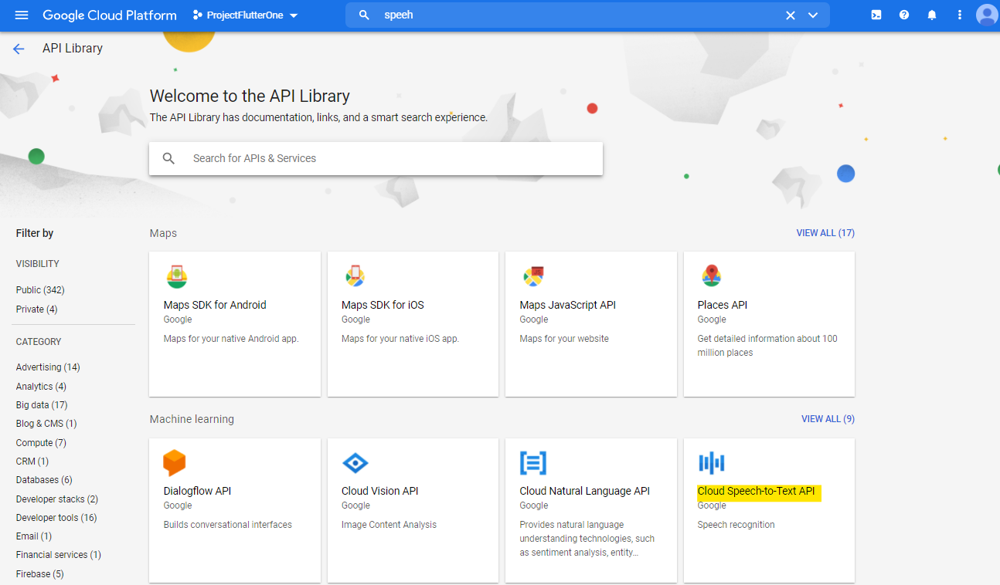 Google Cloud Platform
ProjectFlutterOne
speeh
API Library
Welcome to the API Library
The API Library has documentation, links, and a smart search experience.
Search for APIs & Services
Filter by
VISIBILITY
Public (342)
Private (4)
CATEGORY
Advertising (14)
Analytics (4)
Big data (17)
Blog & CMS (1)
Compute (7)
CRM (1)
Databases (6)
Developer stacks (2)
Developer tools (16)
Email (1)
Financial services (1)
Firebase (5)
Maps
VIEW ALL (17)
Maps SDK for Android
Google
Maps for your native Android app.
Maps SDK for iOS
Google
Maps for your native iOS app.
Maps JavaScript API
Google
Maps for your website
Places API
Google
Get detailed information about 100
million places
Machine learning
VIEW ALL (9)
Dialogflow API
Google
Builds conversational interfaces
Cloud Vision API
Google
Image Content Analysis
Cloud Natural Language API
Google
Provides natural language
understanding technologies, such
as sentiment analysis, entity...
Cloud Speech-to-Text API
Google
Speech recognition